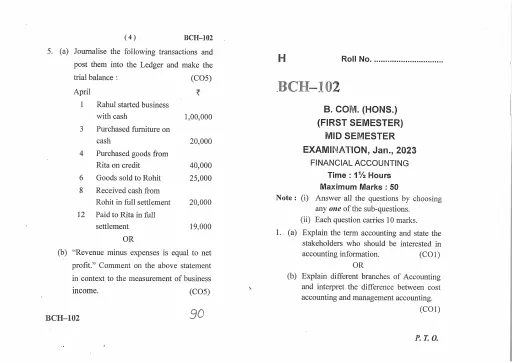 ( 4 ) BCH–102
5. (a) Journalise the following transactions and
post them into the Ledger and make the
trial balance : (CO5)
April ₹
1 Rahul started business
with cash 1,00,000
3 Purchased furniture on
cash 20,000
4 Purchased goods from
Rita on credit 40,000
6 Goods sold to Rohit 25,000
8 Received cash from
Rohit in full settlement 20,000
12 Paid to Rita in full
settlement 19,000
OR
(b) “Revenue minus expenses is equal to net
profit.” Comment on the above statement
in context to the measurement of business
income. (CO5)
BCH–102 90
H Roll No. ..............................
BCH–102
B. COM. (HONS.)
(FIRST SEMESTER)
MID SEMESTER
EXAMINATION, Jan., 2023
FINANCIAL ACCOUNTING
Time : 1½ Hours
Maximum Marks : 50
Note : (i) Answer all the questions by choosing
any one of the sub-questions.
(ii) Each question carries 10 marks.
1. (a) Explain the term accounting and state the
stakeholders who should be interested in
accounting information. (CO1)
OR
(b) Explain different branches of Accounting
and interpret the difference between cost
accounting and management accounting.
(CO1)
P. T. O.